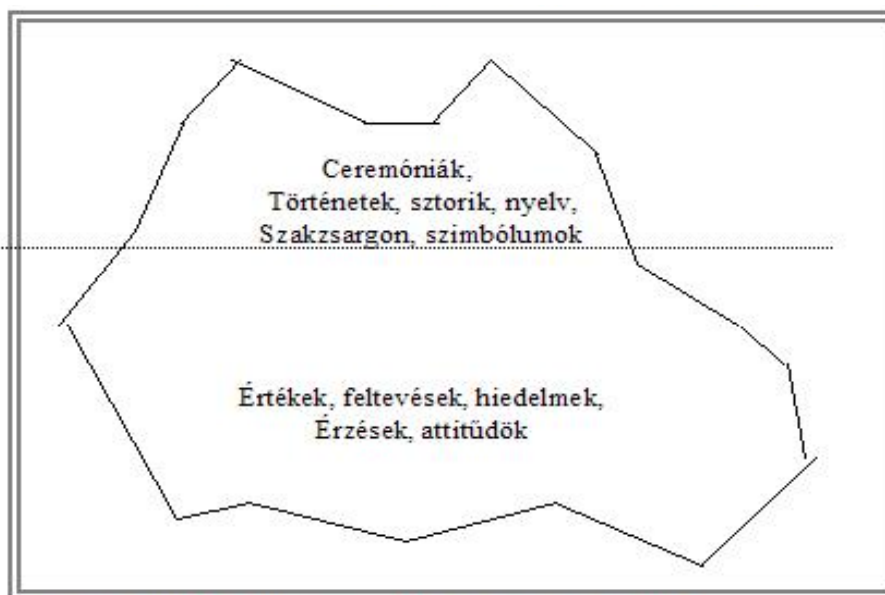 Ceremóniák,
Történetek, sztorik, nyelv,
Szakzsargon, szimbólumok
Értékek, feltevések, hiedelmek,
Érzések, attitűdök